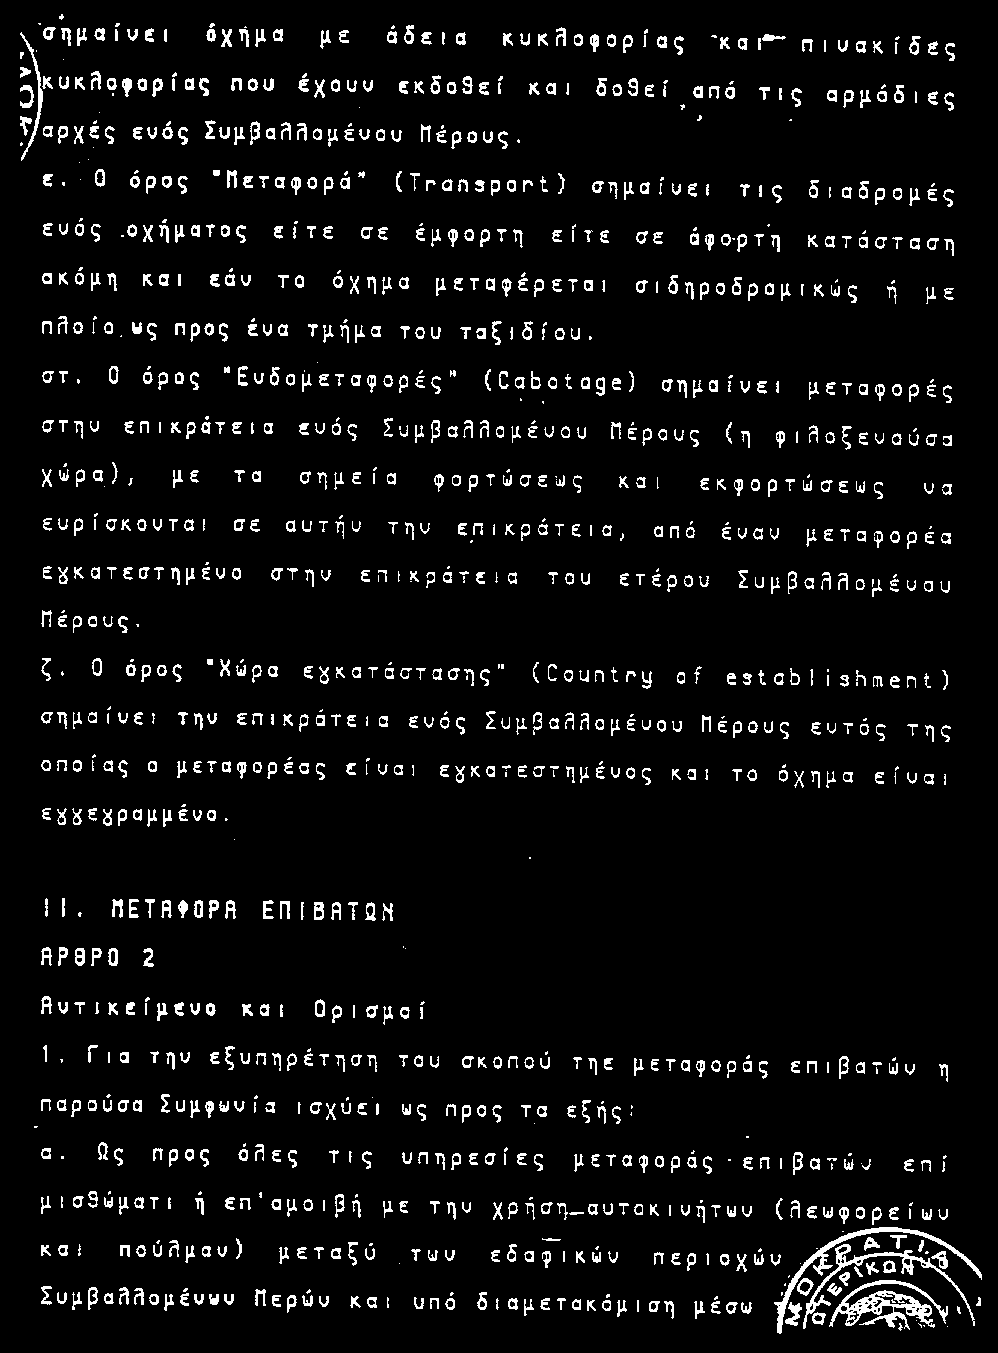 σημαίνει όχημα με άδεια κυκλοφορίας και πινακίδες
κυκλοφορίας που έχουν εκδοθεί και δοθεί από τις αρμόδιες
αρχές ενός Συμβαλλομένου Μέρους.
ε. Ο όρος "Μεταφορά" (Transport) σημαίνει τις διαδρομές
ενός οχήματος είτε σε έμφορτη είτε σε άφορτη κατάσταση
ακόμη και εάν το όχημα μεταφέρεται σιδηροδρομικώς ή με
πλοίο ως προς ένα τμήμα του ταξιδίου.
στ. Ο όρος "Ενδομεταφορές" (Cabotage) σημαίνει μεταφορές
στην επικράτεια ενός Συμβαλλομένου Μέρους (η φιλοξενούσα
χώρα), με τα σημεία φορτώσεως και εκφορτώσεως να
ευρίσκονται σε αυτήν την επικράτεια, από έναν μεταφορέα
εγκατεστημένο στην επικράτεια του ετέρου Συμβαλλομένου
Μέρους.
ζ. Ο όρος "Χώρα εγκατάστασης" (Country of establishment)
σημαίνει την επικράτεια ενός Συμβαλλομένου Μέρους εντός της
οποίας ο μεταφορέας είναι εγκατεστημένος και το όχημα είναι
εγγεγραμμένο.
ΙΙ. ΜΕΤΑΦΟΡΑ ΕΠΙΒΑΤΩΝ
ΑΡΘΡΟ 2
Αντικείμενο και Ορισμοί
1. Για την εξυπηρέτηση του σκοπού τηε μεταφοράς επιβατών η
παρούσα Συμφωνία ισχύει ως προς τα εξής:
α. Ως προς όλες τις υπηρεσίες μεταφοράς επιβατών επί
μισθώματι ή επ'αμοιβή με την χρήση αυτοκινήτων (λεωφορείων
και πούλμαν) μεταξύ των εδαφικών περιοχών
Συμβαλλομένων Μερών και υπό διαμετακόμιση μέσω